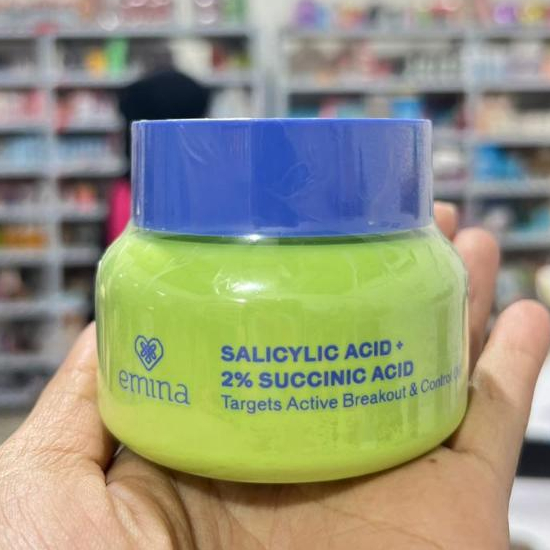 emina
SALICYLIC ACID +
2% SUCCINIC ACID
Targets Active Breakout & Control